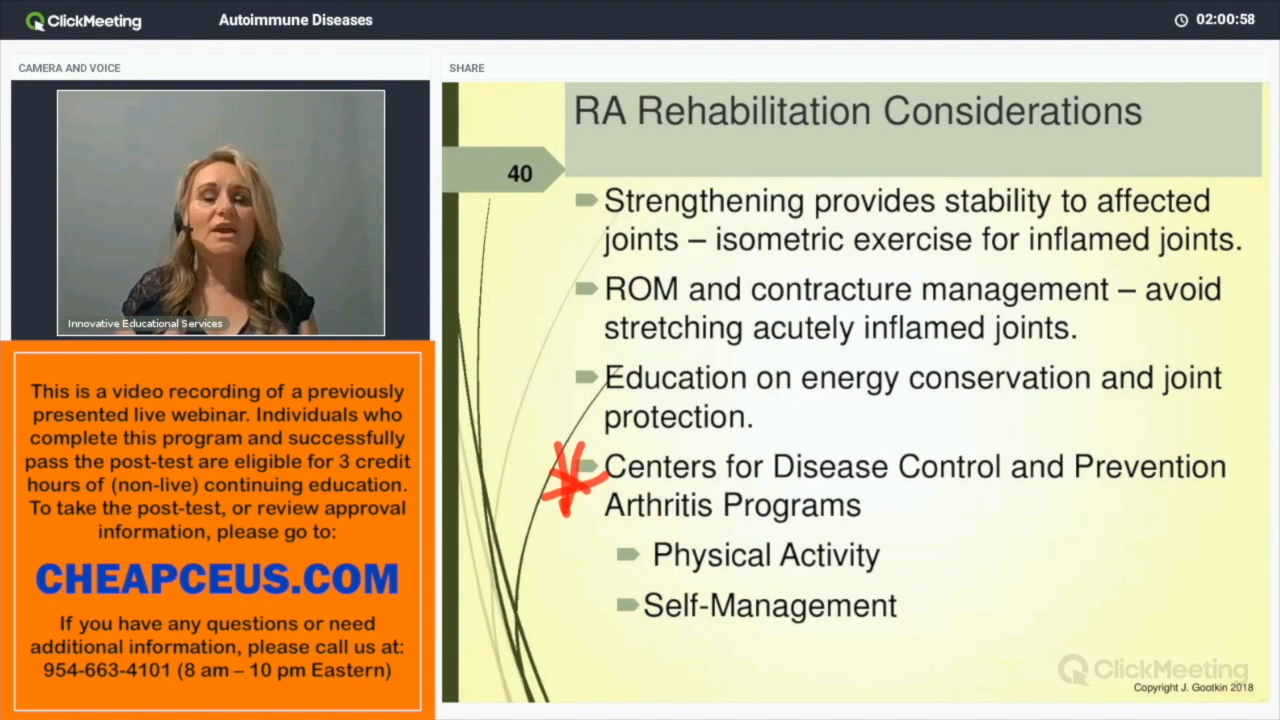 ClickMeeting
Autoimmune Diseases
02:00:58
CAMERA AND VOICE
SHARE
Innovative Educational Services
This is a video recording of a previously
presented live webinar. Individuals who
complete this program and successfully
pass the post-test are eligible for 3 credit
hours of (non-live) continuing education.
To take the post-test, or review approval
information, please go to:
CHEAPCEUS.COM
If you have any questions or need
additional information, please call us at:
954-663-4101 (8 am – 10 pm Eastern)
RA Rehabilitation Considerations
40
Strengthening provides stability to affected
joints – isometric exercise for inflamed joints.
ROM and contracture management – avoid
stretching acutely inflamed joints.
Education on energy conservation and joint
protection.
Centers for Disease Control and Prevention
Arthritis Programs
Physical Activity
Self-Management
ClickMeeting
Copyright J. Gootkin 2018